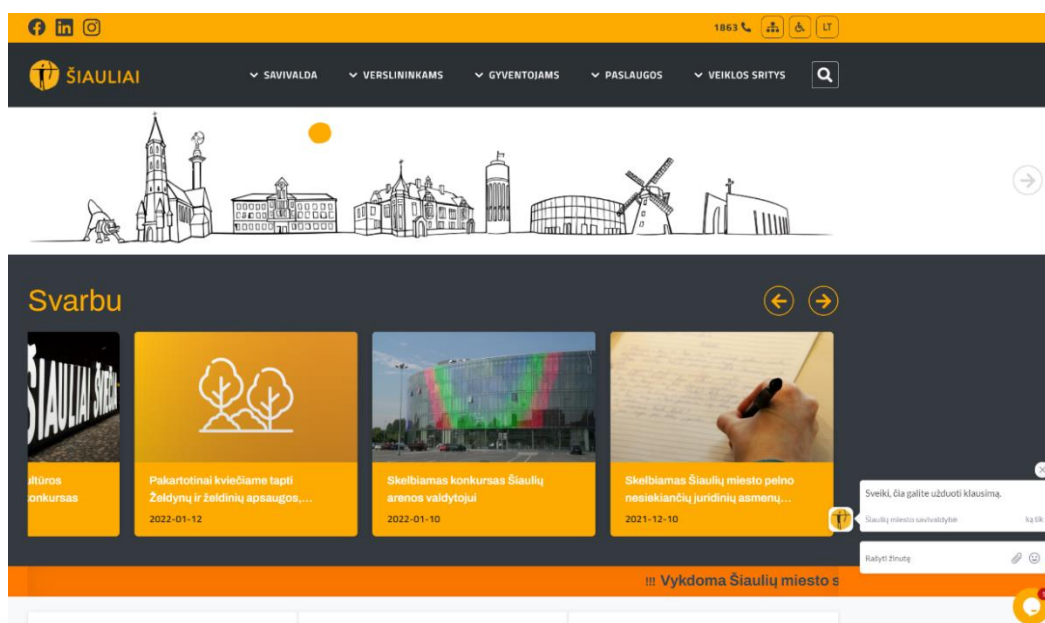 1863
LT
ŠIAULIAI
SAVIVALDA
VERSLININKAMS
GYVENTOJAMS
PASLAUGOS
VEIKLOS SRITYS
Svarbu
ŠIAULIAI
ltūros
onkursas
Pakartotinai kviečiame tapti
Želdynų ir želdinių apsaugos,...
2022-01-12
Skelbiamas konkursas Šiaulių
arenos valdytojui
2022-01-10
Skelbiamas Šiaulių miesto pelno
nesiekiančių juridinių asmenų...
2021-12-10
Sveiki, čia galite užduoti klausimą.
Šiaulių miesto savivaldybė
ką tik
Rašyti žinutę
!!! Vykdoma Šiaulių miesto s